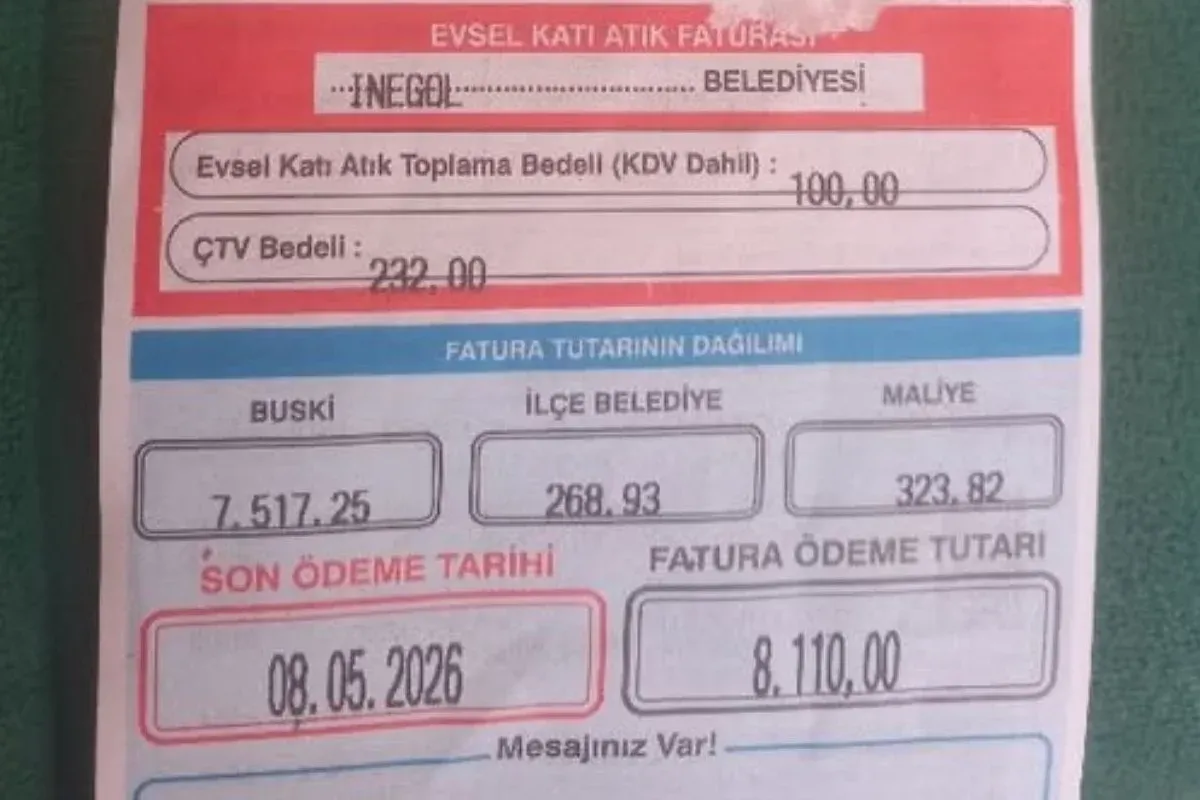 EVSEL KATI ATIK FATURASI
...INEGOL............................... BELEDİYESİ
Evsel Katı Atık Toplama Bedeli (KDV Dahil) : 100,00
ÇTV Bedeli : 232,00
FATURA TUTARININ DAĞILIMI
BUSKİ İLÇE BELEDİYE MALİYE
7.517.25 268.93 323.82
SON ÖDEME TARİHİ FATURA ÖDEME TUTARI
08.05.2026 8.110,00
Mesajınız Var!